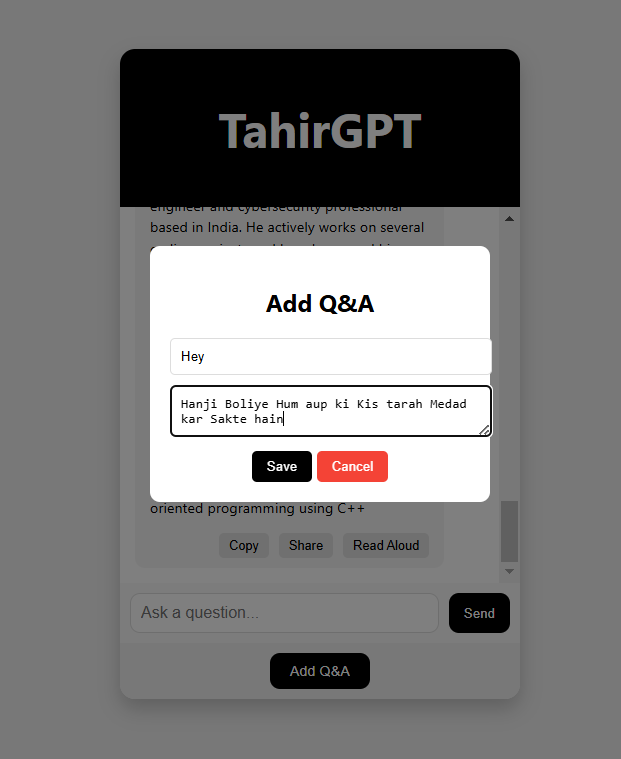 TahirGPT
engineer and cybersecurity professional
based in India. He actively works on several
Add Q&A
Hey
Hanji Boliye Hum aup ki Kis tarah Medad
kar Sakte hain
Save Cancel
oriented programming using C++
Copy Share Read Aloud
Ask a question... Send
Add Q&A